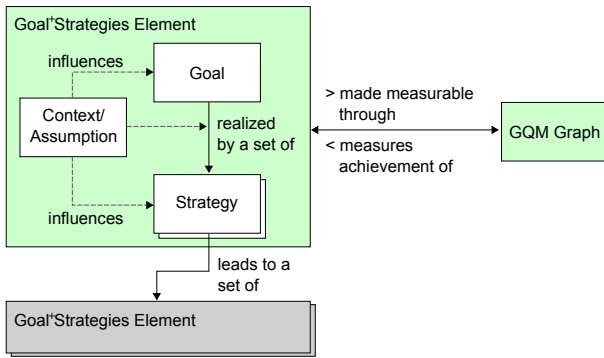 Goal⁺Strategies Element
influences
Goal
Context/
Assumption
realized
by a set of
influences
Strategy
> made measurable
through
< measures
achievement of
GQM Graph
leads to a
set of
Goal⁺Strategies Element